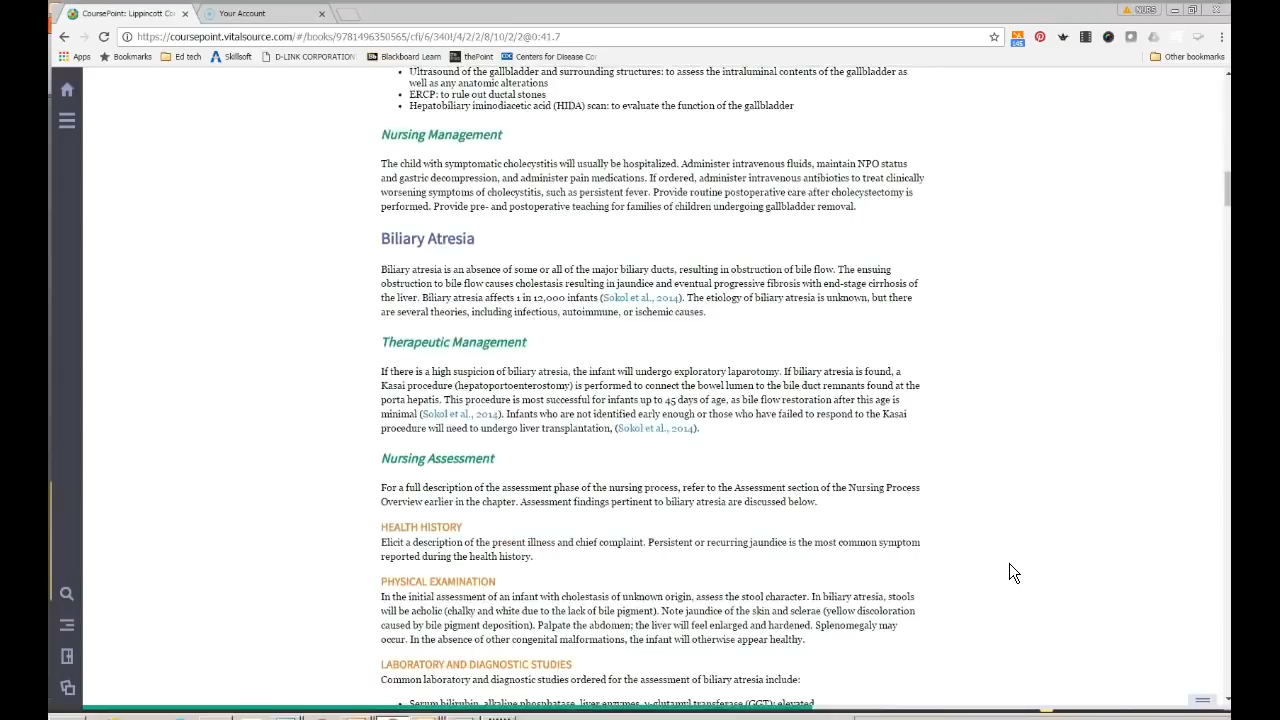 CoursePoint: Lippincott Co
Your Account
NURS
https://coursepoint.vitalsource.com/#/books/9781496350565/cfi/6/340!/4/2/2/8/10/2/2@0:41.7
145
Apps
Bookmarks
Ed tech
Skillsoft
D-LINK CORPORATION
Blackboard Learn
thePoint
CDC
Centers for Disease Cor
Other bookmarks
• Ultrasound of the gallbladder and surrounding structures: to assess the intraluminal contents of the gallbladder as
well as any anatomic alterations
• ERCP: to rule out ductal stones
• Hepatobiliary iminodiacetic acid (HIDA) scan: to evaluate the function of the gallbladder
Nursing Management
The child with symptomatic cholecystitis will usually be hospitalized. Administer intravenous fluids, maintain NPO status
and gastric decompression, and administer pain medications. If ordered, administer intravenous antibiotics to treat clinically
worsening symptoms of cholecystitis, such as persistent fever. Provide routine postoperative care after cholecystectomy is
performed. Provide pre- and postoperative teaching for families of children undergoing gallbladder removal.
Biliary Atresia
Biliary atresia is an absence of some or all of the major biliary ducts, resulting in obstruction of bile flow. The ensuing
obstruction to bile flow causes cholestasis resulting in jaundice and eventual progressive fibrosis with end-stage cirrhosis of
the liver. Biliary atresia affects 1 in 12,000 infants (Sokol et al., 2014). The etiology of biliary atresia is unknown, but there
are several theories, including infectious, autoimmune, or ischemic causes.
Therapeutic Management
If there is a high suspicion of biliary atresia, the infant will undergo exploratory laparotomy. If biliary atresia is found, a
Kasai procedure (hepatoportoenterostomy) is performed to connect the bowel lumen to the bile duct remnants found at the
porta hepatis. This procedure is most successful for infants up to 45 days of age, as bile flow restoration after this age is
minimal (Sokol et al., 2014). Infants who are not identified early enough or those who have failed to respond to the Kasai
procedure will need to undergo liver transplantation, (Sokol et al., 2014).
Nursing Assessment
For a full description of the assessment phase of the nursing process, refer to the Assessment section of the Nursing Process
Overview earlier in the chapter. Assessment findings pertinent to biliary atresia are discussed below.
HEALTH HISTORY
Elicit a description of the present illness and chief complaint. Persistent or recurring jaundice is the most common symptom
reported during the health history.
PHYSICAL EXAMINATION
In the initial assessment of an infant with cholestasis of unknown origin, assess the stool character. In biliary atresia, stools
will be acholic (chalky and white due to the lack of bile pigment). Note jaundice of the skin and sclerae (yellow discoloration
caused by bile pigment deposition). Palpate the abdomen; the liver will feel enlarged and hardened. Splenomegaly may
occur. In the absence of other congenital malformations, the infant will otherwise appear healthy.
LABORATORY AND DIAGNOSTIC STUDIES
Common laboratory and diagnostic studies ordered for the assessment of biliary atresia include:
• Serum bilirubin, alkaline phosphatase, liver enzymes, γ-glutamyl transferase (GGT): elevated